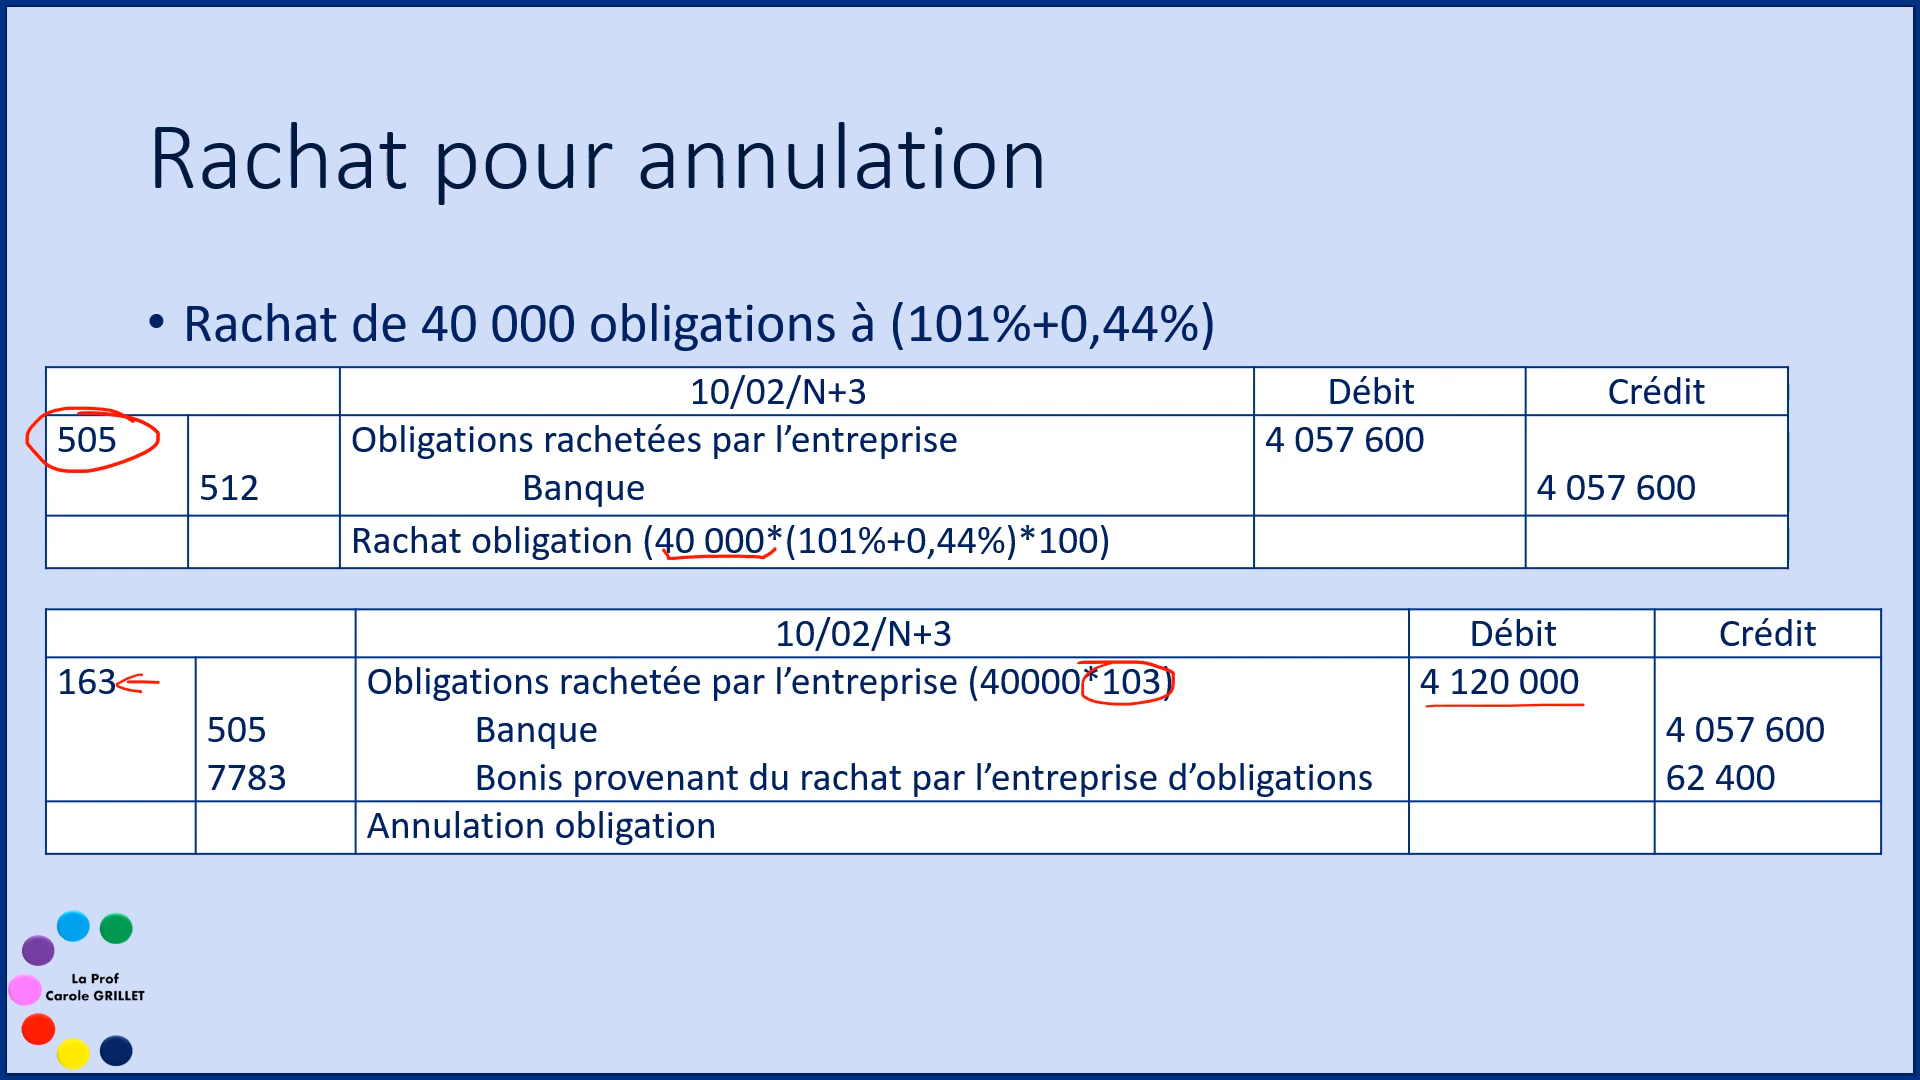 Rachat pour annulation
• Rachat de 40 000 obligations à (101%+0,44%)
10/02/N+3 Débit Crédit
505 Obligations rachetées par l’entreprise 4 057 600
512 Banque 4 057 600
Rachat obligation (40 000*(101%+0,44%)*100)
10/02/N+3 Débit Crédit
163 Obligations rachetée par l’entreprise (40000*103) 4 120 000
505 Banque 4 057 600
7783 Bonis provenant du rachat par l’entreprise d’obligations 62 400
Annulation obligation
La Prof
Carole GRILLET